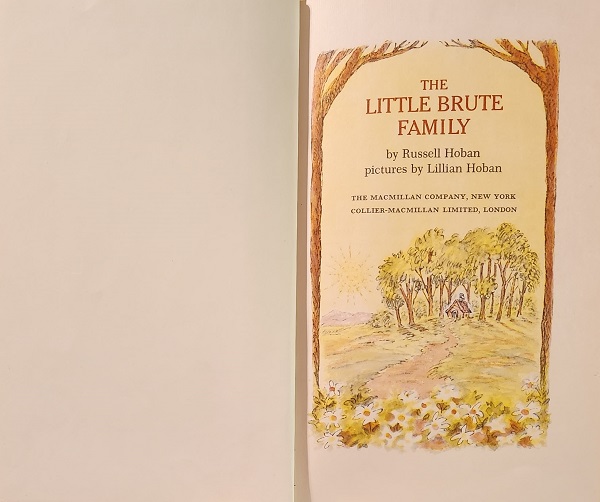 THE
LITTLE BRUTE
FAMILY
by Russell Hoban
pictures by Lillian Hoban
THE MACMILLAN COMPANY, NEW YORK
COLLIER-MACMILLAN LIMITED, LONDON